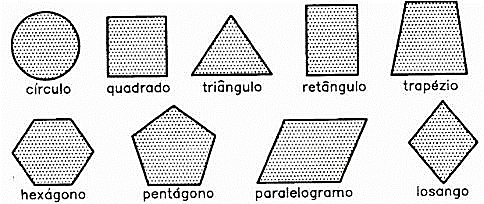 círculo quadrado triângulo retângulo trapézio
hexágono pentágono paralelogramo losango